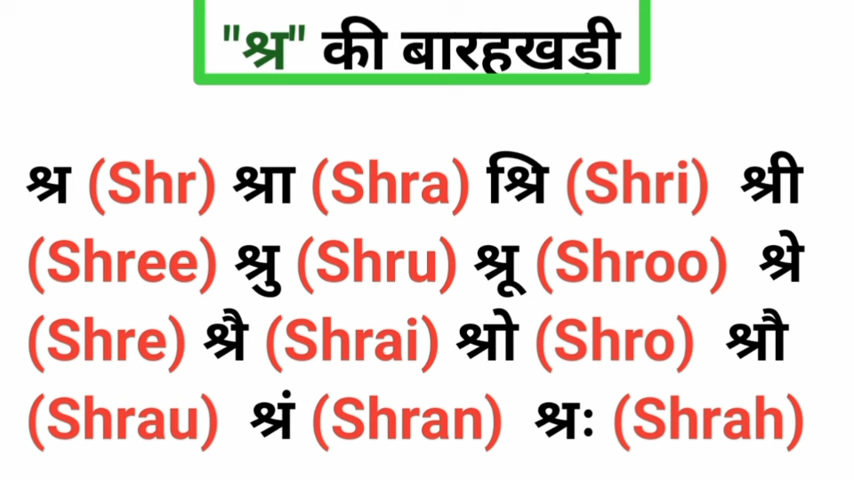 "श्र" की बारहखड़ी
श्र (Shr) श्रा (Shra) श्रि (Shri) श्री
(Shree) श्रु (Shru) श्रू (Shroo) श्रे
(Shre) श्रै (Shrai) श्रो (Shro) श्रौ
(Shrau) श्रं (Shran) श्रः (Shrah)